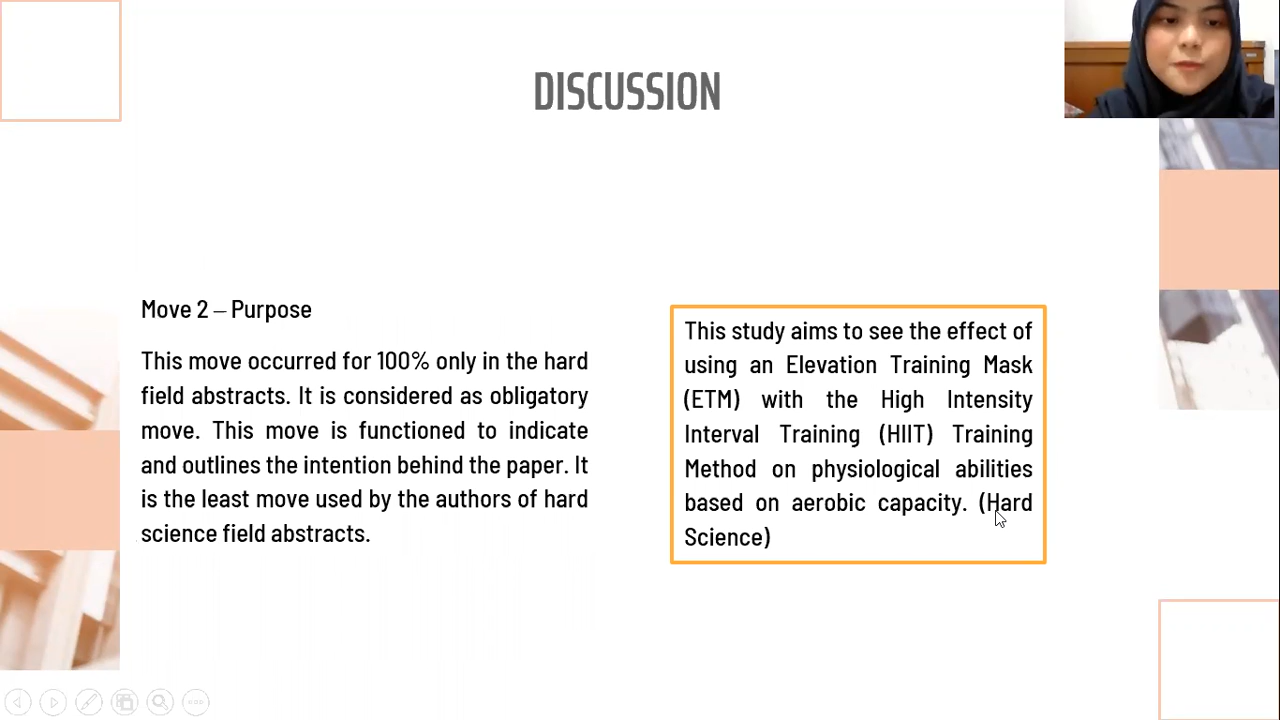 DISCUSSION
Move 2 – Purpose
This move occurred for 100% only in the hard
field abstracts. It is considered as obligatory
move. This move is functioned to indicate
and outlines the intention behind the paper. It
is the least move used by the authors of hard
science field abstracts.
This study aims to see the effect of
using an Elevation Training Mask
(ETM) with the High Intensity
Interval Training (HIIT) Training
Method on physiological abilities
based on aerobic capacity. (Hard
Science)